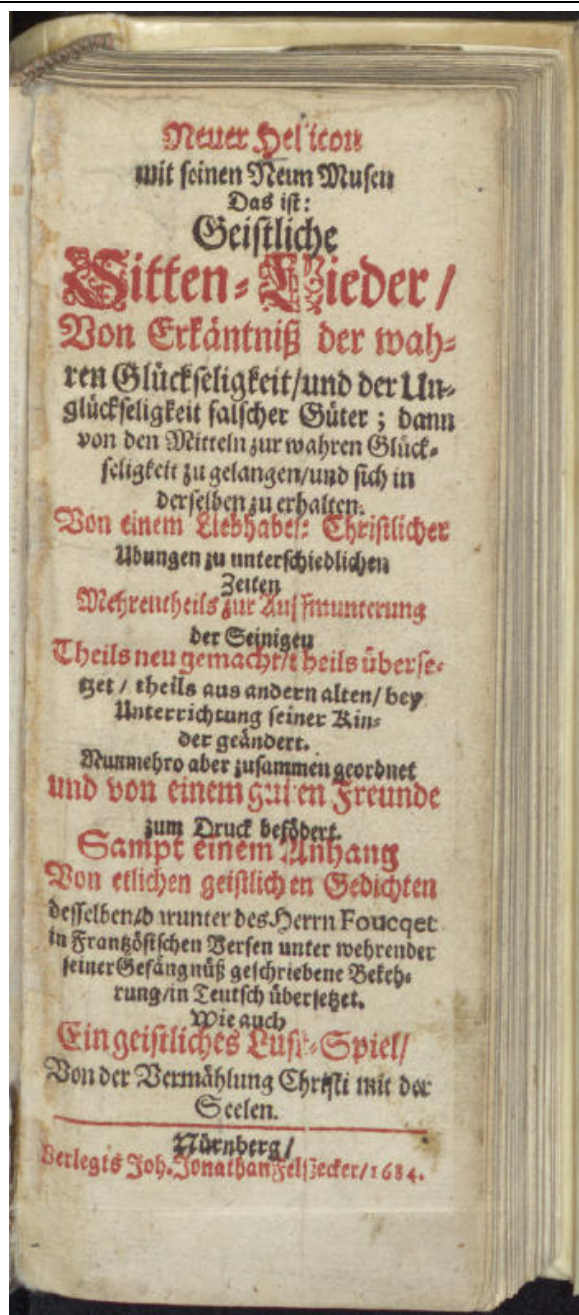 Neuer Helicon
mit seinen Neun Musen
Das ist:
Geistliche
Sitten-Lieder /
Von Erkäntniß der wah-
ren Glückseligkeit/und der Un-
glückseligkeit falscher Güter ; dann
von den Mitteln zur wahren Glück-
seligkeit zu gelangen/und sich in
derselben zu erhalten.
Von einem Liebhaber: Christlicher
Ubungen zu unterschiedlichen
Zeiten
Mehrentheils zur Auffmunterung
der Seinigen
Theils neu gemacht/theils überse-
tzet / theils aus andern alten/ bey
Unterrichtung seiner Kin-
der geändert.
Nunmehro aber zusammen geordnet
und von einem guten Freunde
zum Druck befödert.
Sampt einem Anhang
Von etlichen geistlichen Gedichten
desselben/darunter des Herrn Foucqet
in Frantzösischen Versen unter wehrender
seiner Gefängnüß geschriebene Bekeh-
rung/in Teutsch übersetzet.
Wie auch
Ein geistliches Lust-Spiel/
Von der Vermählung Christi mit der
Seelen.
Nürnberg/
Verlegts Joh. Jonathan Felßecker/1684.